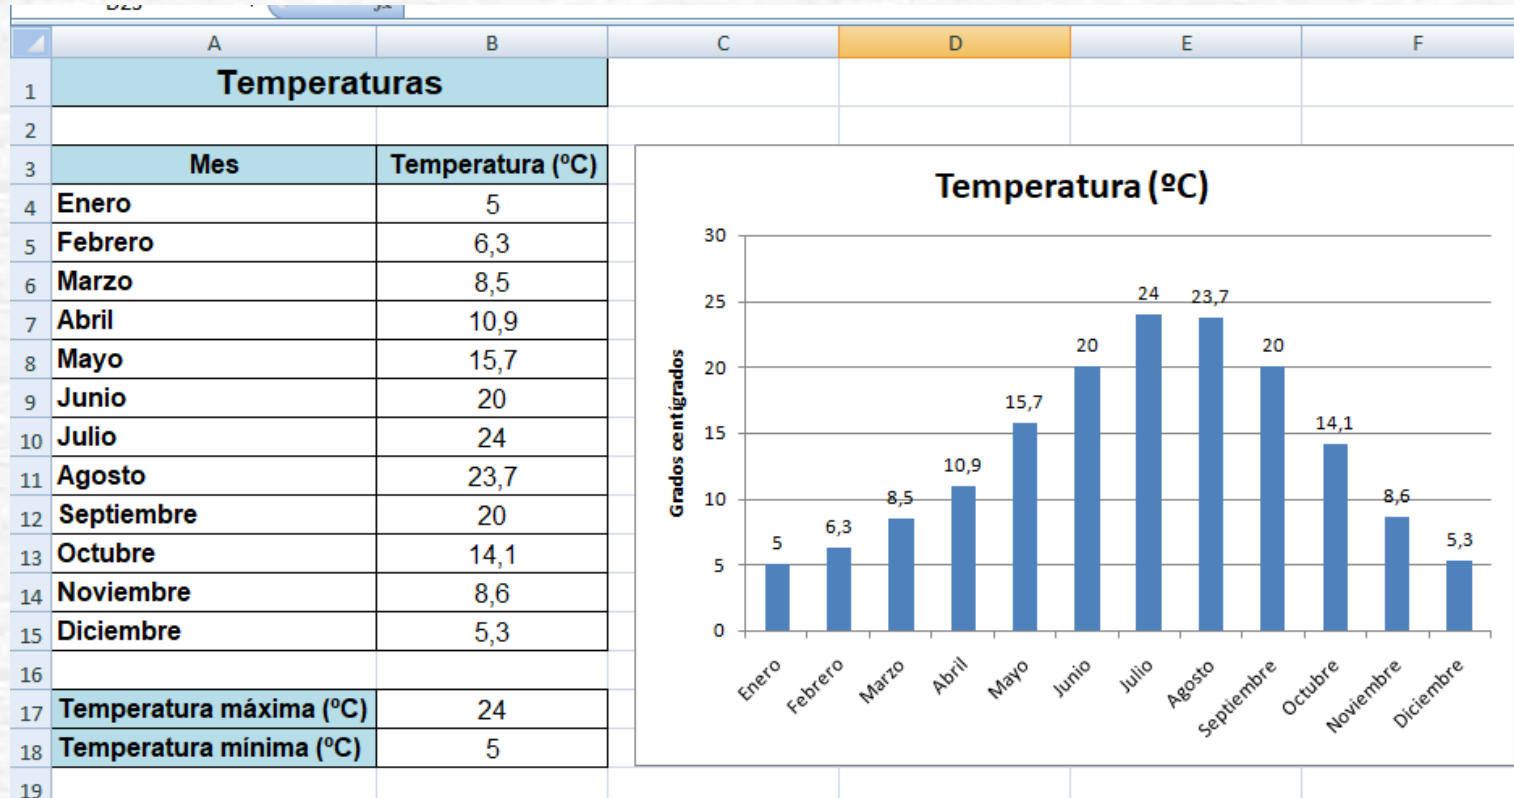 A B C D E F
1 Temperaturas
2
3 Mes Temperatura (ºC)
4 Enero 5
5 Febrero 6,3
6 Marzo 8,5
7 Abril 10,9
8 Mayo 15,7
9 Junio 20
10 Julio 24
11 Agosto 23,7
12 Septiembre 20
13 Octubre 14,1
14 Noviembre 8,6
15 Diciembre 5,3
16
17 Temperatura máxima (ºC) 24
18 Temperatura mínima (ºC) 5
19
Temperatura (ºC)
Grados centígrados
30
25
20
15
10
5
0
5 6,3 8,5 10,9 15,7 20 24 23,7 20 14,1 8,6 5,3
Enero Febrero Marzo Abril Mayo Junio Julio Agosto Septiembre Octubre Noviembre Diciembre